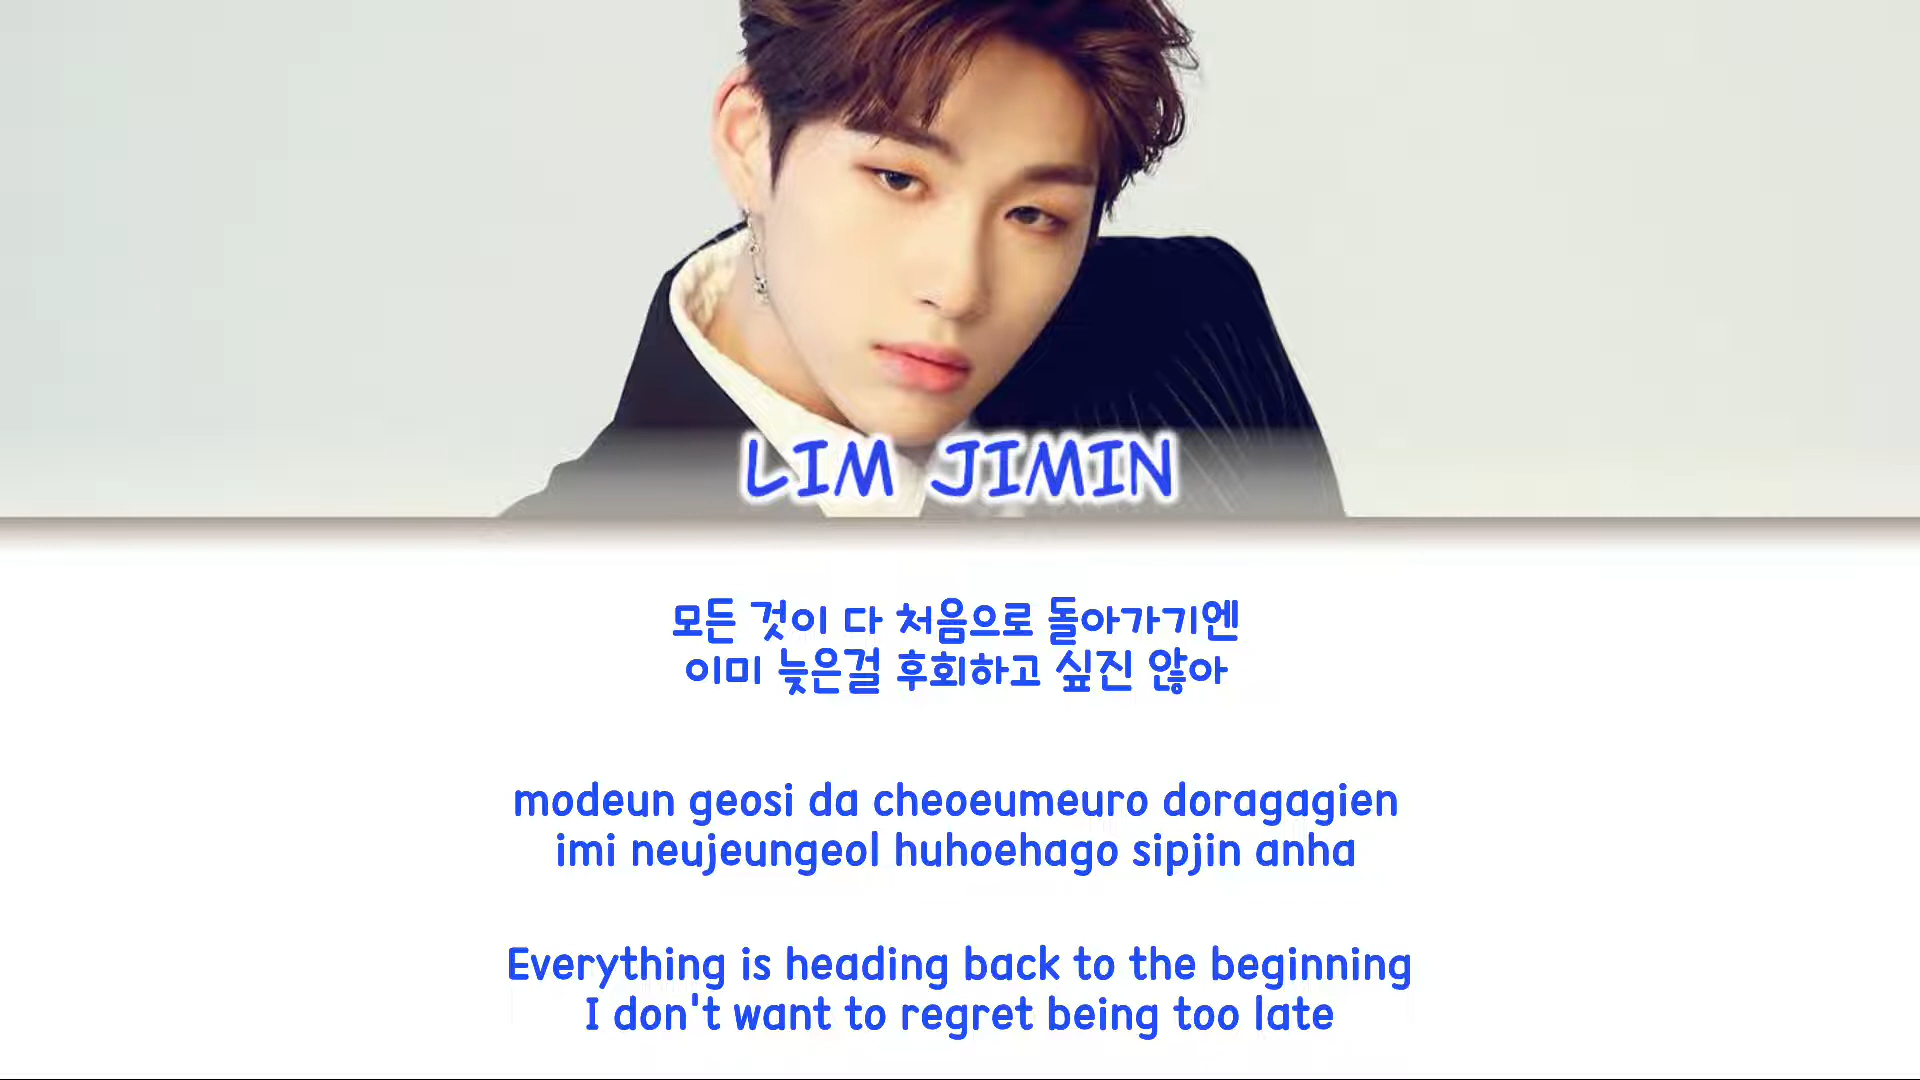 LIM JIMIN
모든 것이 다 처음으로 돌아가기엔
이미 늦은걸 후회하고 싶진 않아
modeun geosi da cheoeumeuro doragagien
imi neujeungeol huhoehago sipjin anha
Everything is heading back to the beginning
I don't want to regret being too late